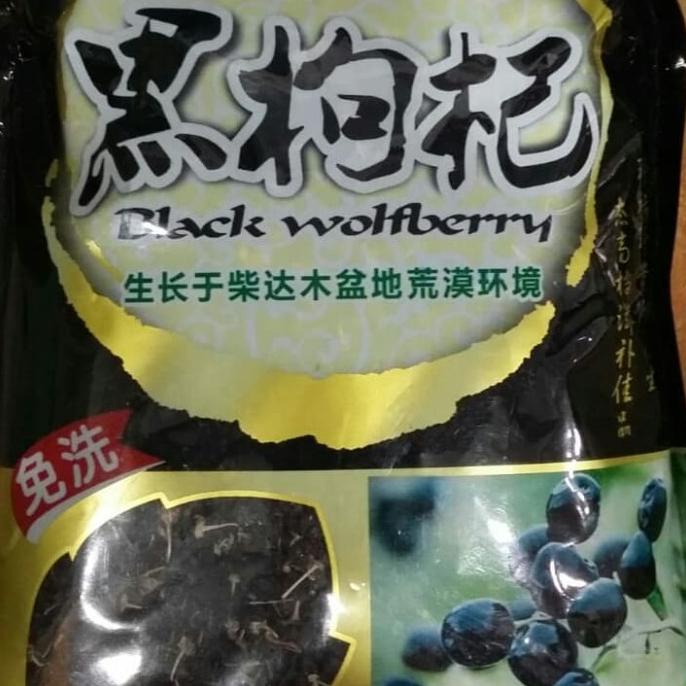 黑枸杞
Black wolfberry
生长于柴达木盆地荒漠环境
免洗